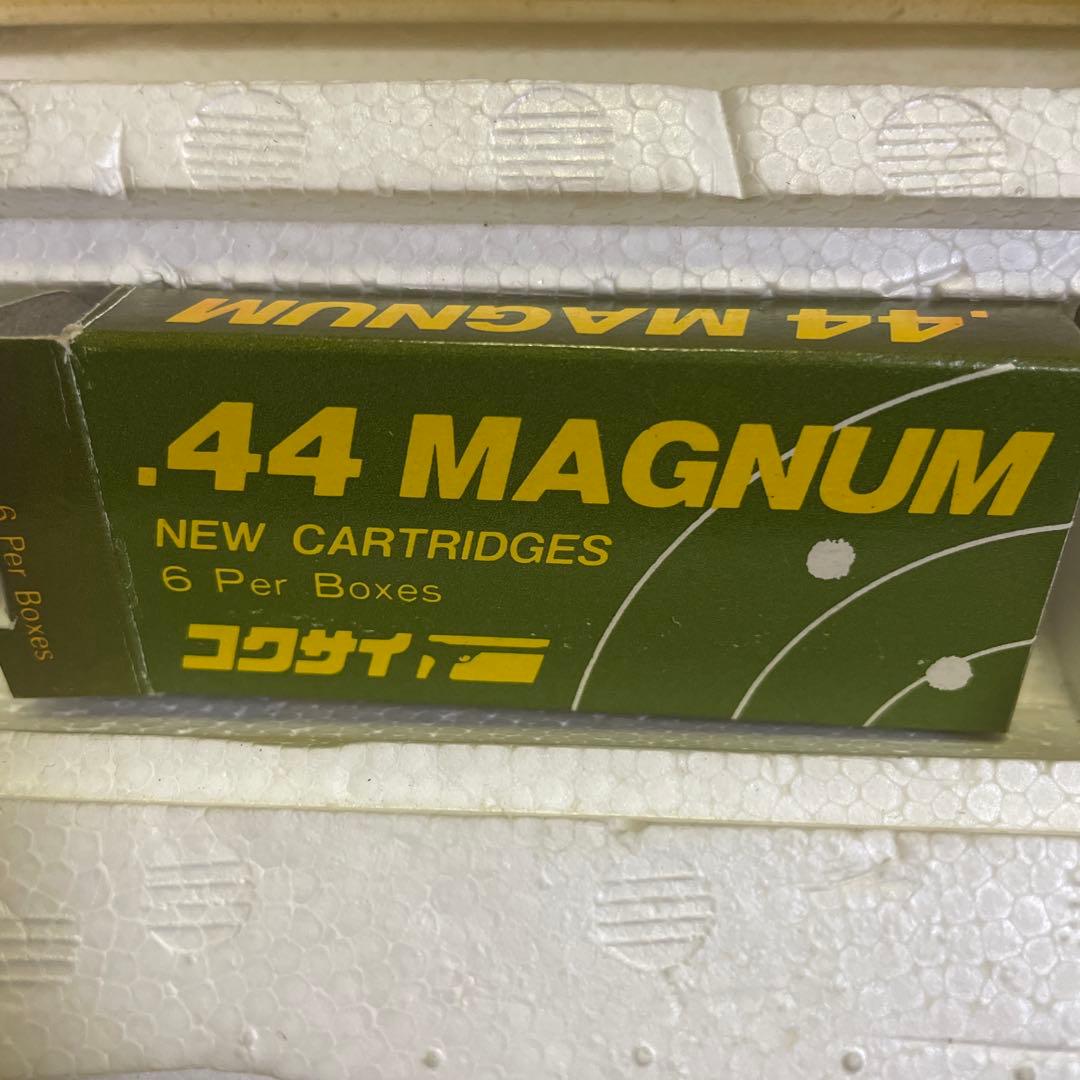 .44 MAGNUM
.44 MAGNUM
NEW CARTRIDGES
6 Per Boxes
コクサイ
6 Per Boxes